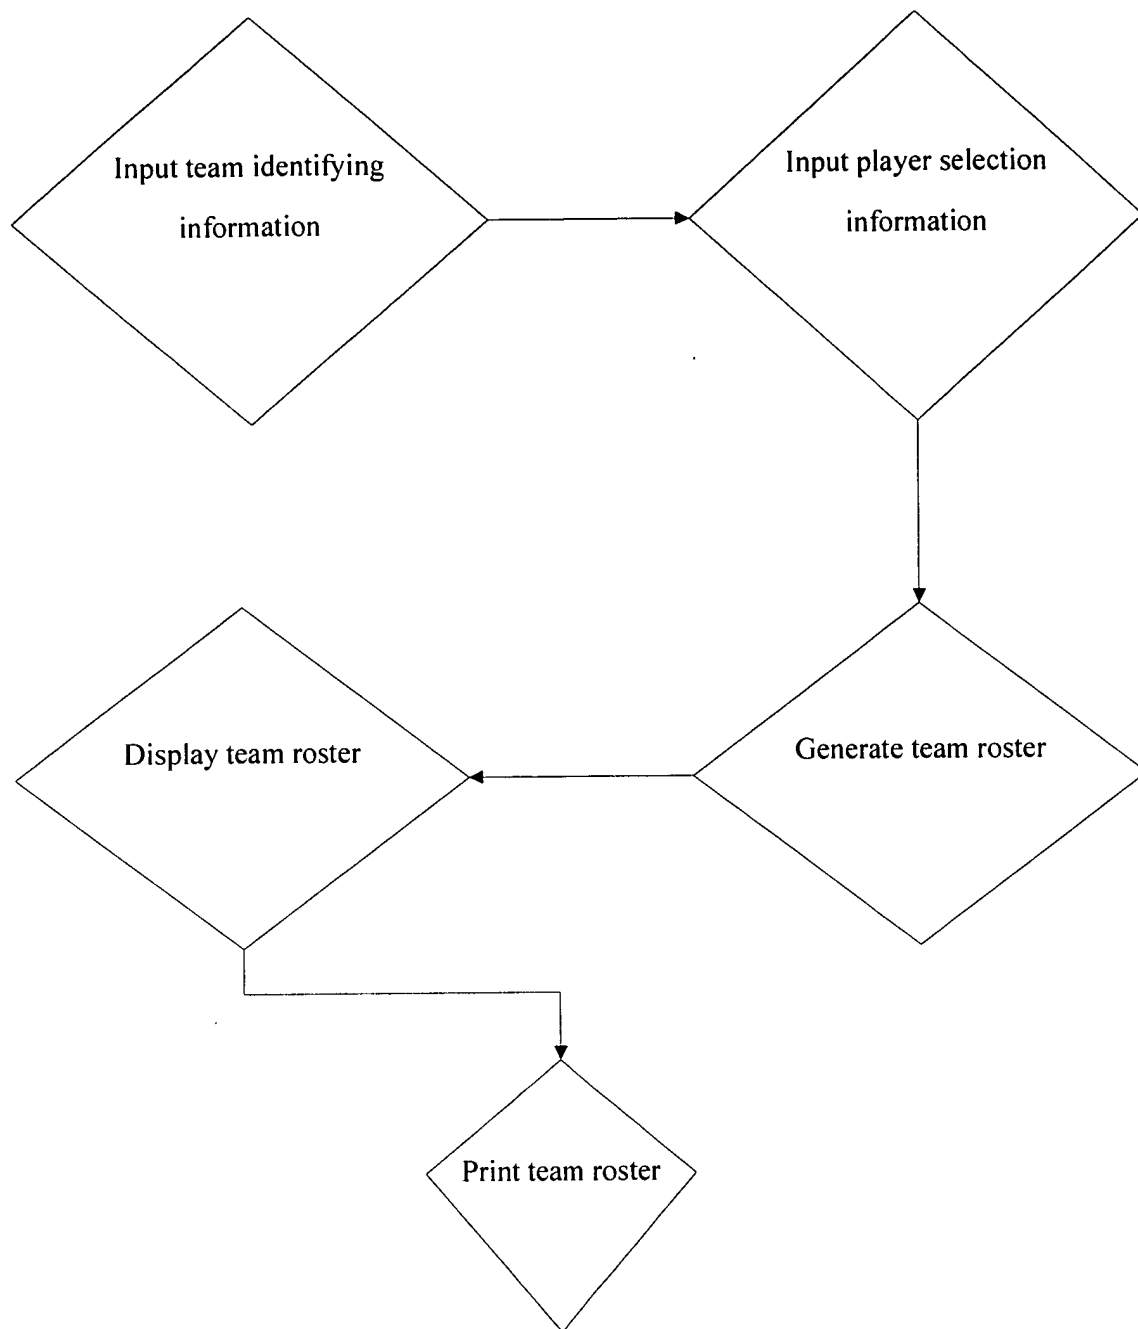 Input team identifying
information
Input player selection
information
Generate team roster
Display team roster
Print team roster